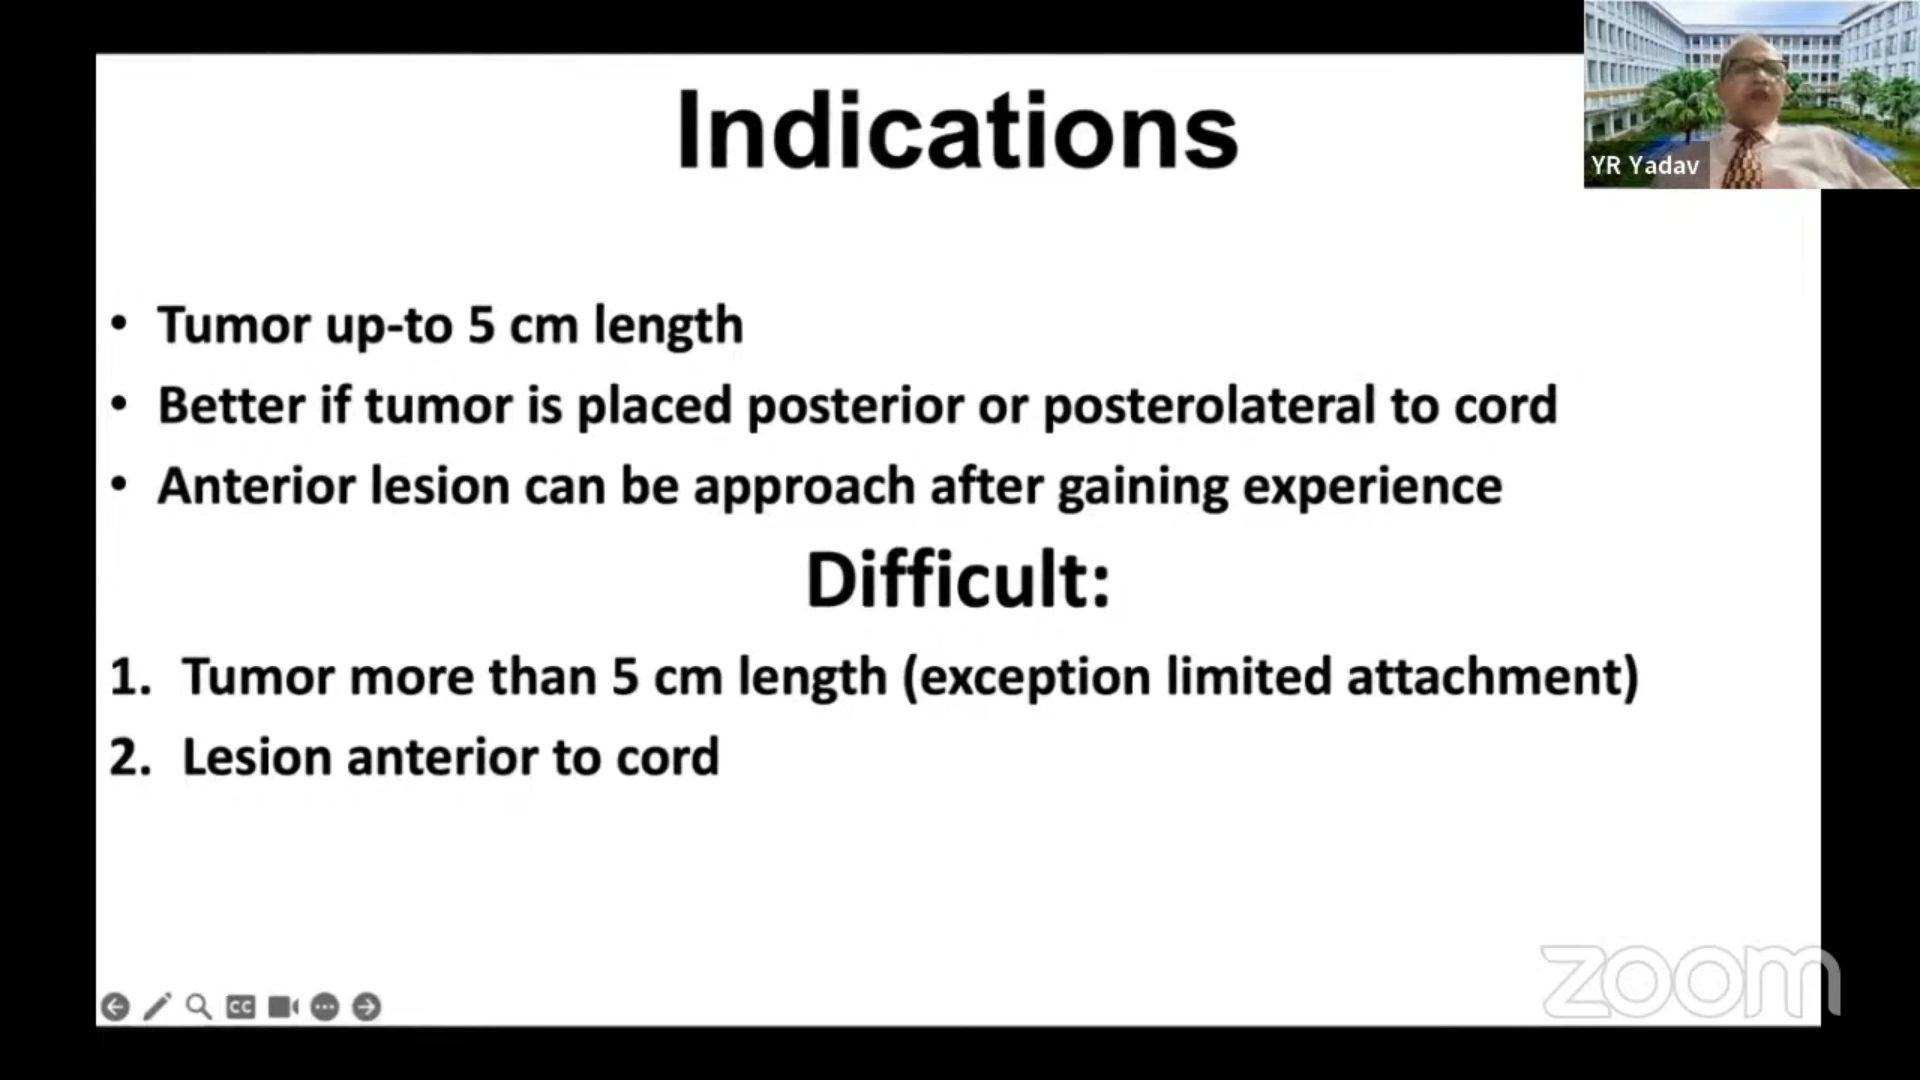 Indications
YR Yadav
• Tumor up-to 5 cm length
• Better if tumor is placed posterior or posterolateral to cord
• Anterior lesion can be approach after gaining experience
Difficult:
1. Tumor more than 5 cm length (exception limited attachment)
2. Lesion anterior to cord
CC
zoom